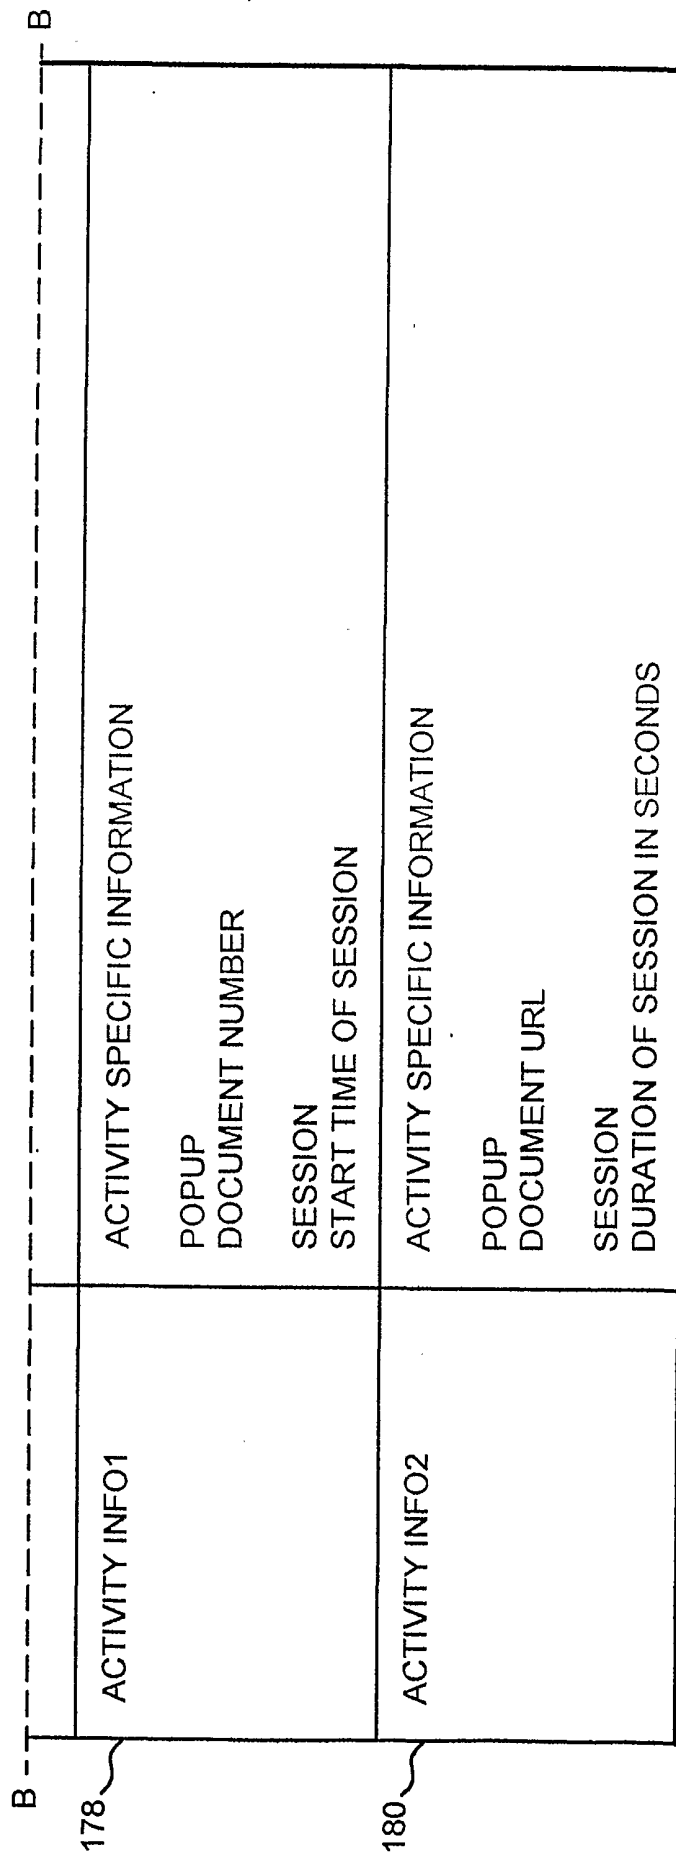 B B
178
ACTIVITY INFO1
ACTIVITY SPECIFIC INFORMATION
POPUP
DOCUMENT NUMBER
SESSION
START TIME OF SESSION
180
ACTIVITY INFO2
ACTIVITY SPECIFIC INFORMATION
POPUP
DOCUMENT URL
SESSION
DURATION OF SESSION IN SECONDS